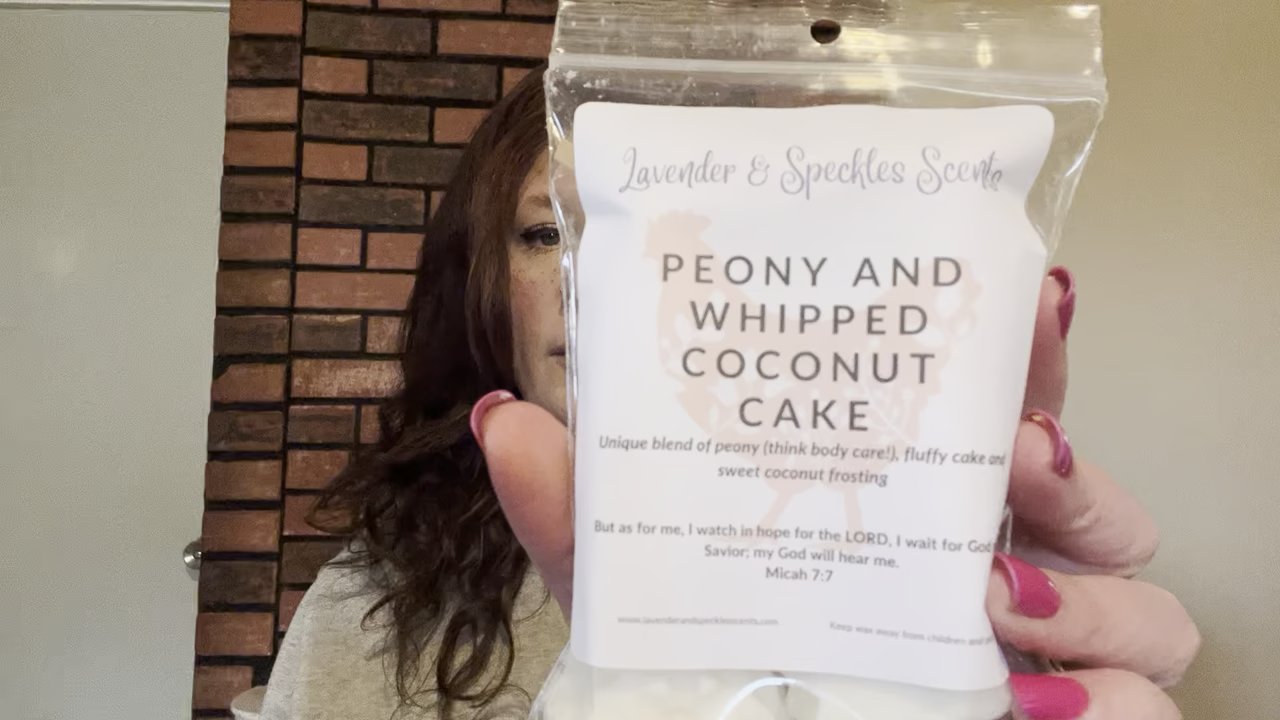 Lavender & Speckles Scents
PEONY AND
WHIPPED
COCONUT
CAKE
Unique blend of peony (think body care!), fluffy cake and
sweet coconut frosting
But as for me, I watch in hope for the LORD, I wait for God
Savior; my God will hear me.
Micah 7:7
www.lavenderandspecklesscents.com
Keep wax away from children and